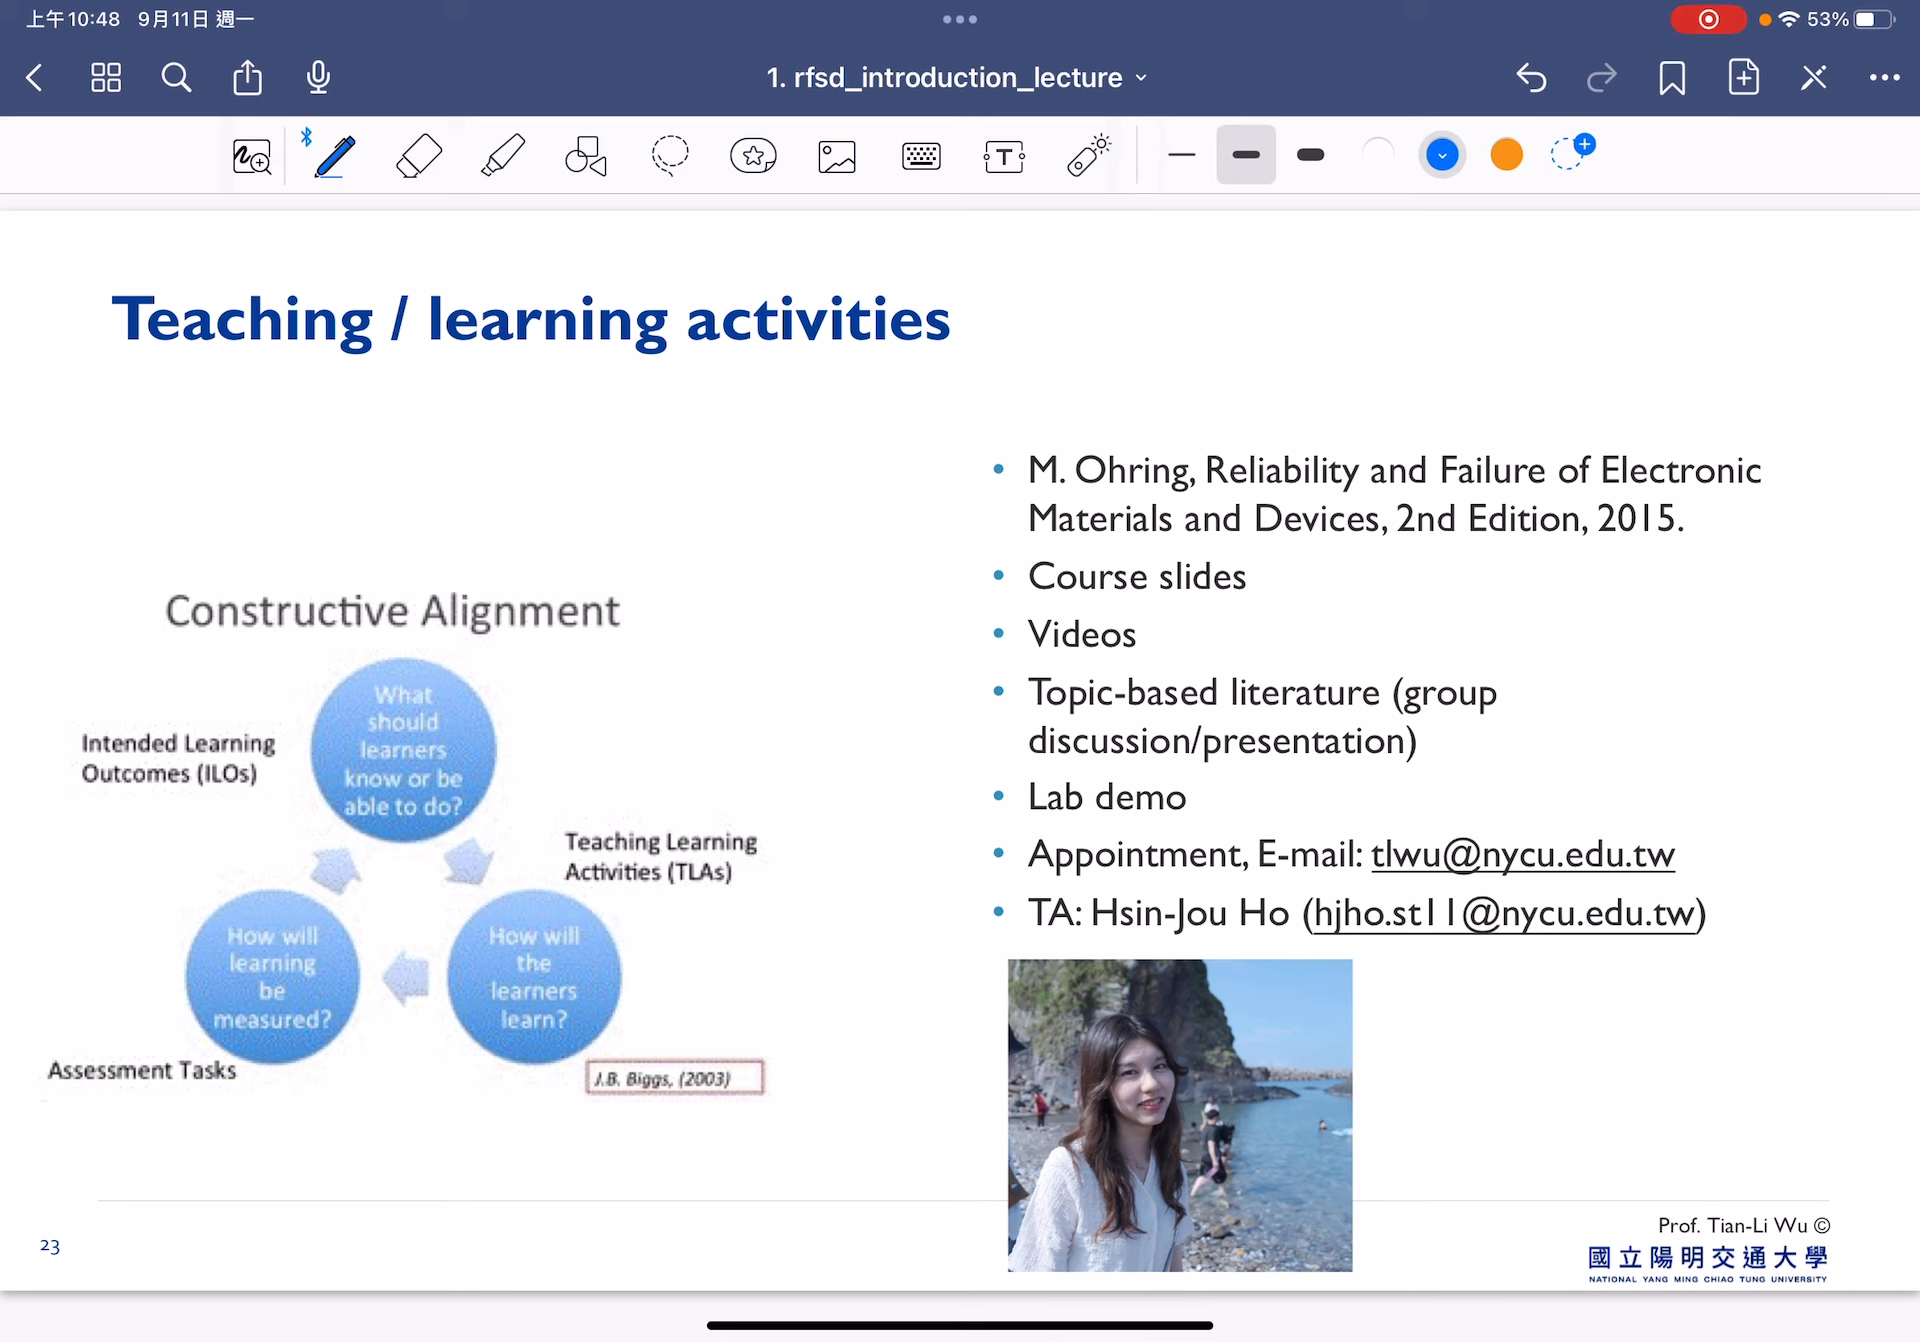 上午10:48 9月11日 週一
53%
1. rfsd_introduction_lecture
Teaching / learning activities
Constructive Alignment
What
should
learners
know or be
able to do?
Intended Learning
Outcomes (ILOs)
Teaching Learning
Activities (TLAs)
How will
learning
be
measured?
How will
the
learners
learn?
Assessment Tasks
J.B. Biggs, (2003)
• M. Ohring, Reliability and Failure of Electronic
Materials and Devices, 2nd Edition, 2015.
• Course slides
• Videos
• Topic-based literature (group
discussion/presentation)
• Lab demo
• Appointment, E-mail: tlwu@nycu.edu.tw
• TA: Hsin-Jou Ho (hjho.st11@nycu.edu.tw)
23
Prof. Tian-Li Wu ©
國立陽明交通大學
NATIONAL YANG MING CHIAO TUNG UNIVERSITY